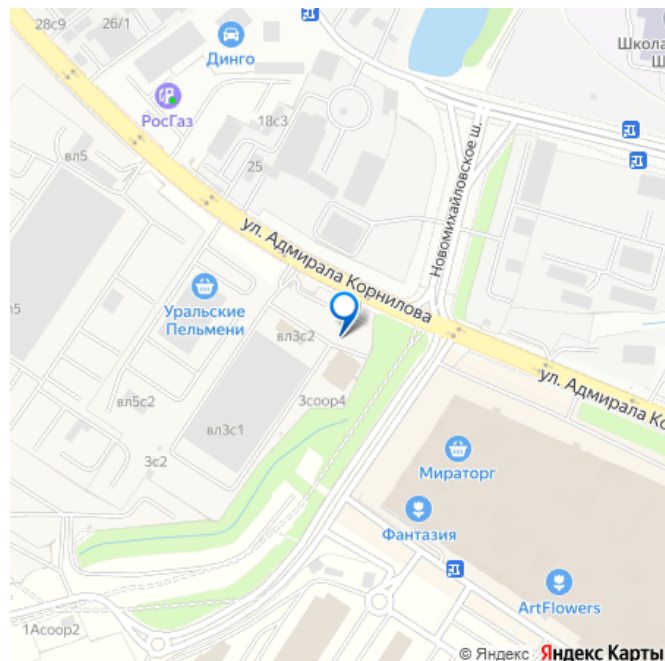 28с9
26/1
Динго
Школа
Ш
РосГаз
18с3
вл5
25
Новомихайловское ш.
ул. Адмирала Корнилова
Уральские
Пельмени
вл3с2
л5
ул. Адмирала Ко
вл5с2
3соор4
вл3с1
3с2
Мираторг
Фантазия
ArtFlowers
1Асоор2
© Яндекс Яндекс Карты